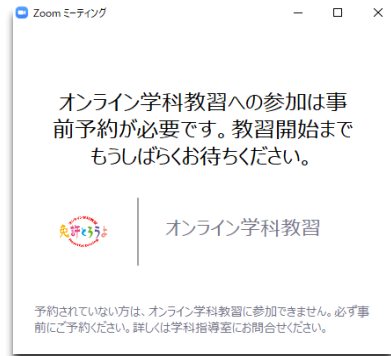 Zoom ミーティング
オンライン学科教習への参加は事
前予約が必要です。教習開始まで
もうしばらくお待ちください。
免許とろうよ
オンライン学科教習
予約されていない方は、オンライン学科教習に参加できません。必ず事
前にご予約ください。詳しくは学科指導室にお問合せください。